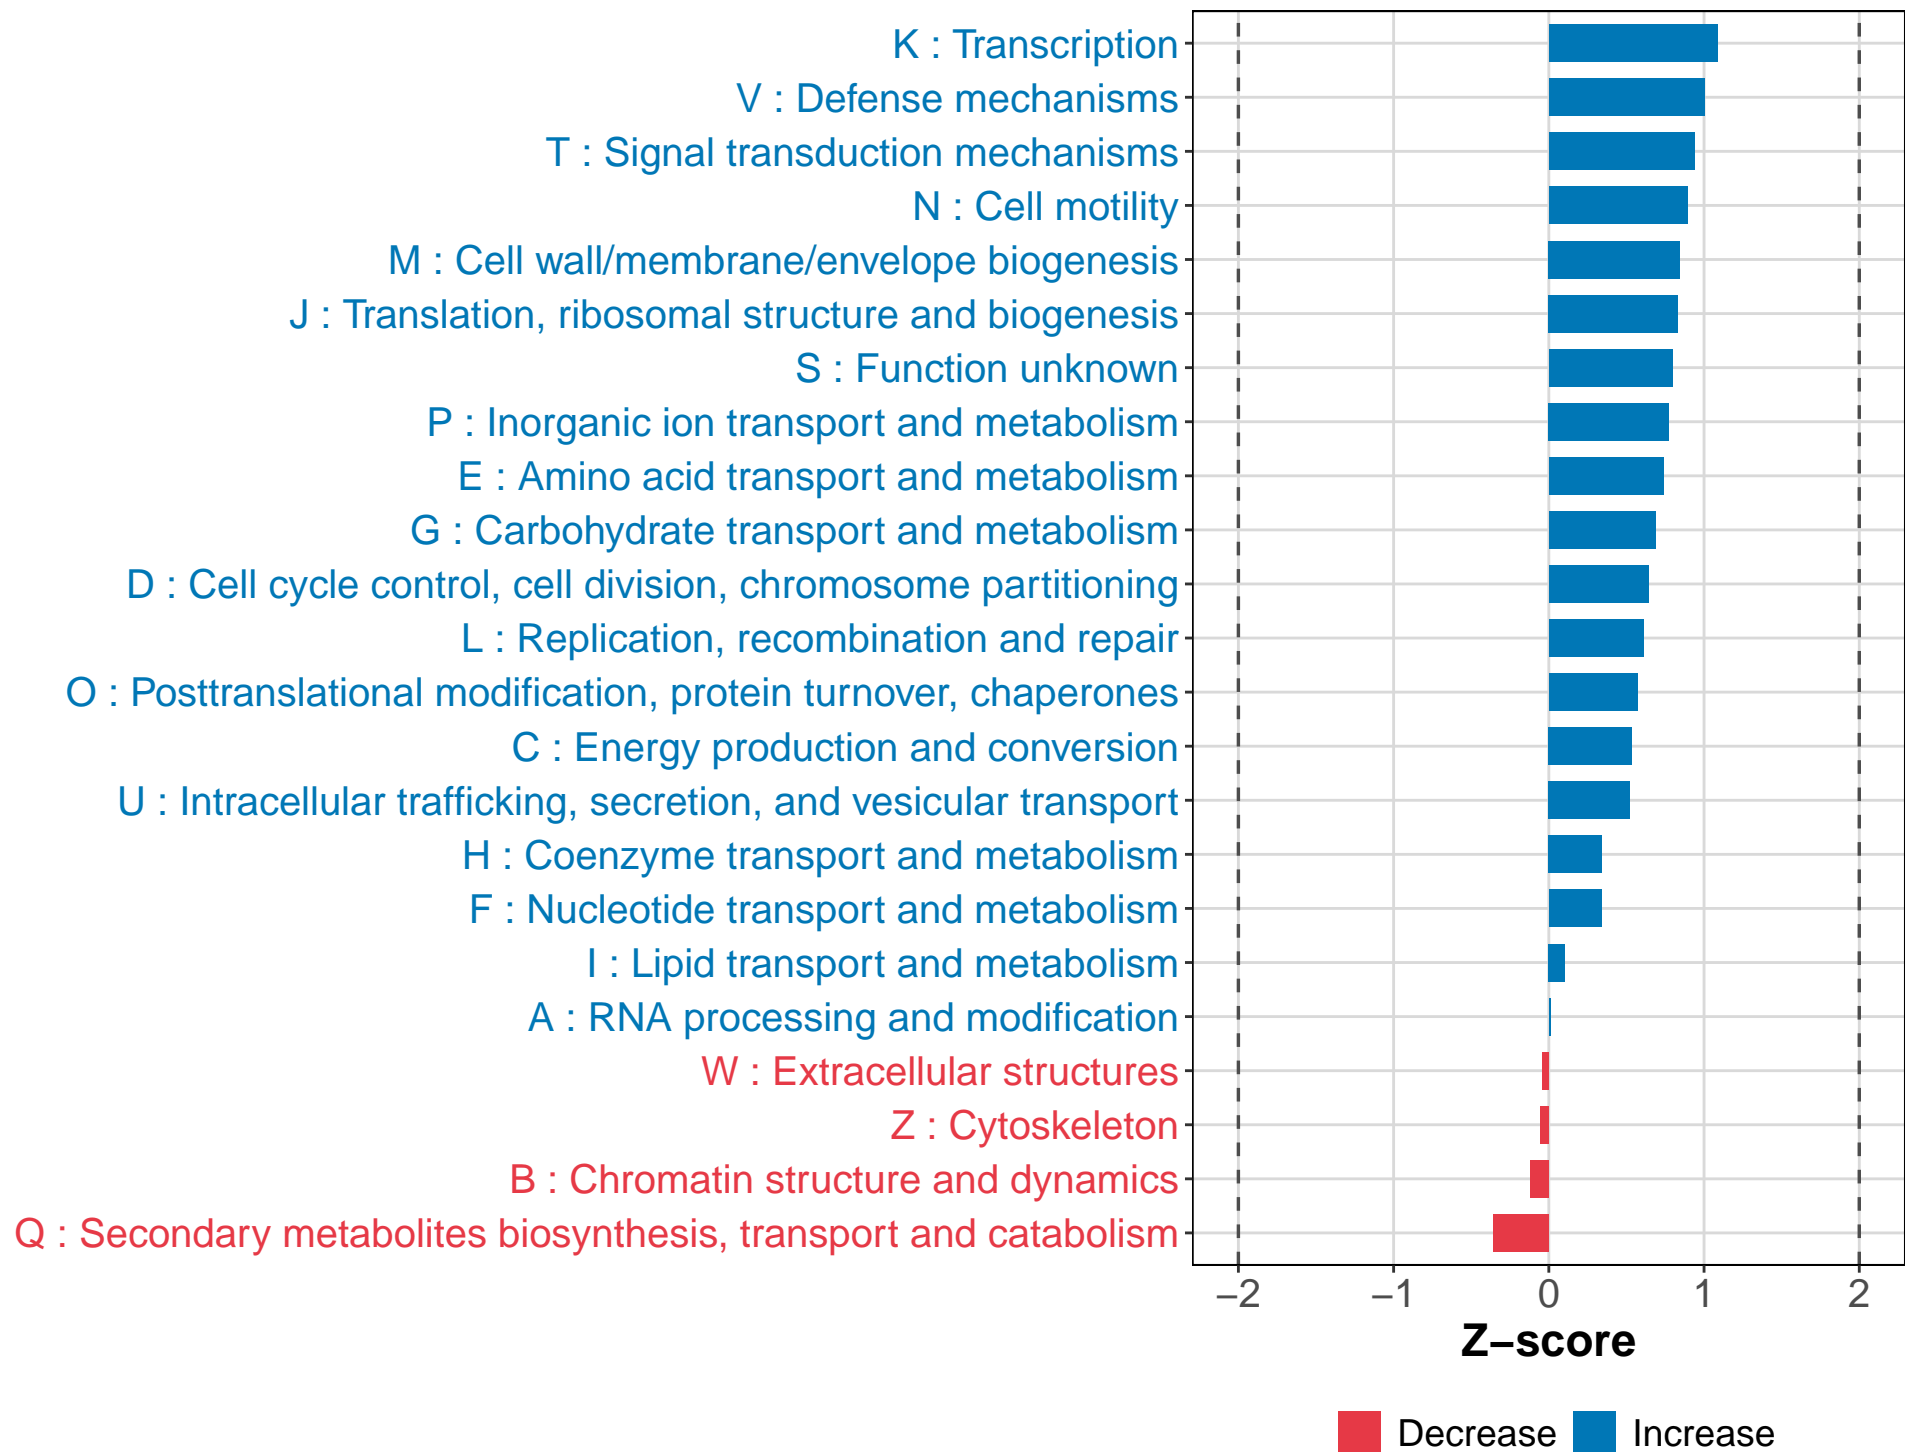 K : Transcription
V : Defense mechanisms
T : Signal transduction mechanisms
N : Cell motility
M : Cell wall/membrane/envelope biogenesis
J : Translation, ribosomal structure and biogenesis
S : Function unknown
P : Inorganic ion transport and metabolism
E : Amino acid transport and metabolism
G : Carbohydrate transport and metabolism
D : Cell cycle control, cell division, chromosome partitioning
L : Replication, recombination and repair
O : Posttranslational modification, protein turnover, chaperones
C : Energy production and conversion
U : Intracellular trafficking, secretion, and vesicular transport
H : Coenzyme transport and metabolism
F : Nucleotide transport and metabolism
I : Lipid transport and metabolism
A : RNA processing and modification
W : Extracellular structures
Z : Cytoskeleton
B : Chromatin structure and dynamics
Q : Secondary metabolites biosynthesis, transport and catabolism
−2 −1 0 1 2
Z−score
Decrease Increase